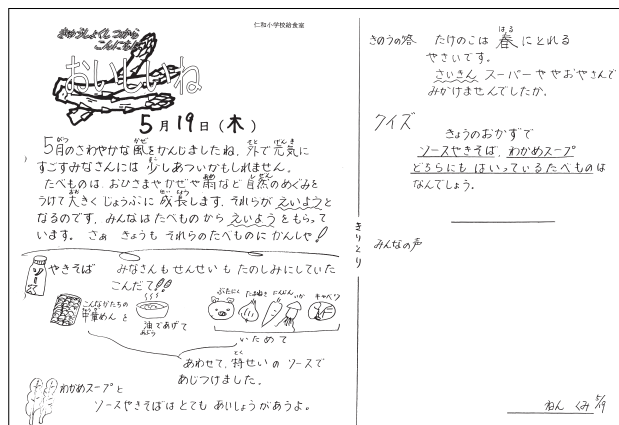 仁和小学校給食室
きゅうしょくしつから
こんにちは
おいしいね
5月19日(木)
5月のさわやかな風をかんじましたね。外で元気に
すごすみなさんには少しあついかもしれません。
たべものは、おひさまやかぜや雨など自然のめぐみを
うけて大きくじょうぶに成長します。それらがえいようと
なるのです。みんなはたべものからえいようをもらって
います。さぁ きょうもそれらのたべものにかんしゃ!
ソース
やきそば みなさんもせんせいもたのしみにしていた
こんだて!!
こんなかたちの
中華めんを
油であげて
ぶたにく たまねぎ にんじん いか キャベツ
いためて
あわせて、特せいのソースで
あじつけました。
わかめスープと
ソースやきそばはとてもあいしょうがあうよ。
きりとり
きのうの答 たけのこは春にとれる
やさいです。
さいきん スーパーややおやさんで
みかけませんでしたか。
クイズ
きょうのおかずで
ソースやきそば、わかめスープ
どちらにもはいっているたべものは
なんでしょう。
みんなの声
ねん くみ 5/19